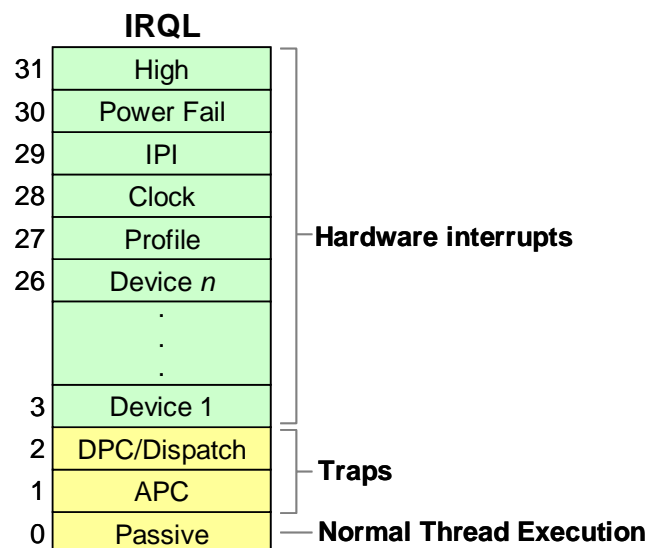 IRQL
31 High
30 Power Fail
29 IPI
28 Clock
27 Profile Hardware interrupts
26 Device n
.
.
.
3 Device 1
2 DPC/Dispatch
Traps
1 APC
0 Passive Normal Thread Execution